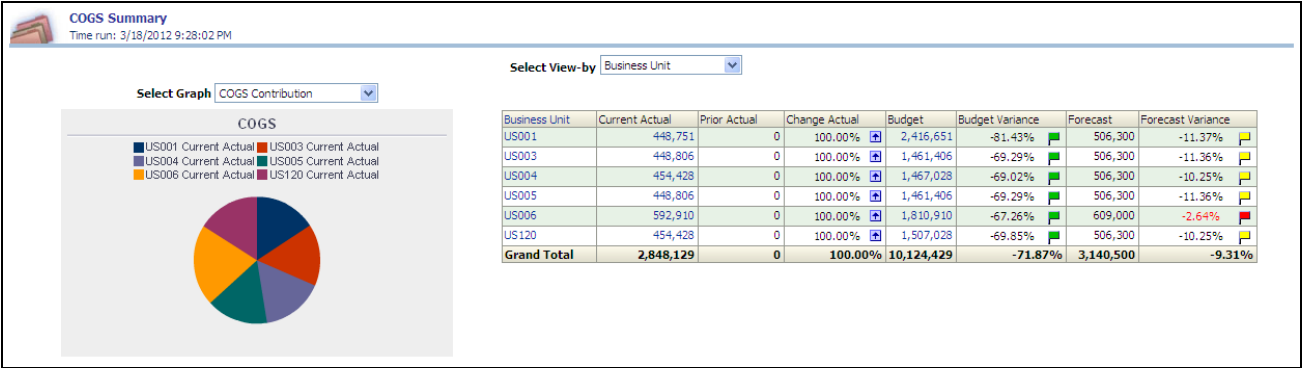 COGS Summary
Time run: 3/18/2012 9:28:02 PM
Select View-by Business Unit
Select Graph COGS Contribution
COGS
US001 Current Actual US003 Current Actual
US004 Current Actual US005 Current Actual
US006 Current Actual US120 Current Actual
Business Unit Current Actual Prior Actual Change Actual Budget Budget Variance Forecast Forecast Variance
US001 448,751 0 100.00% 2,416,651 -81.43% 506,300 -11.37%
US003 448,806 0 100.00% 1,461,406 -69.29% 506,300 -11.36%
US004 454,428 0 100.00% 1,467,028 -69.02% 506,300 -10.25%
US005 448,806 0 100.00% 1,461,406 -69.29% 506,300 -11.36%
US006 592,910 0 100.00% 1,810,910 -67.26% 609,000 -2.64%
US120 454,428 0 100.00% 1,507,028 -69.85% 506,300 -10.25%
Grand Total 2,848,129 0 100.00% 10,124,429 -71.87% 3,140,500 -9.31%